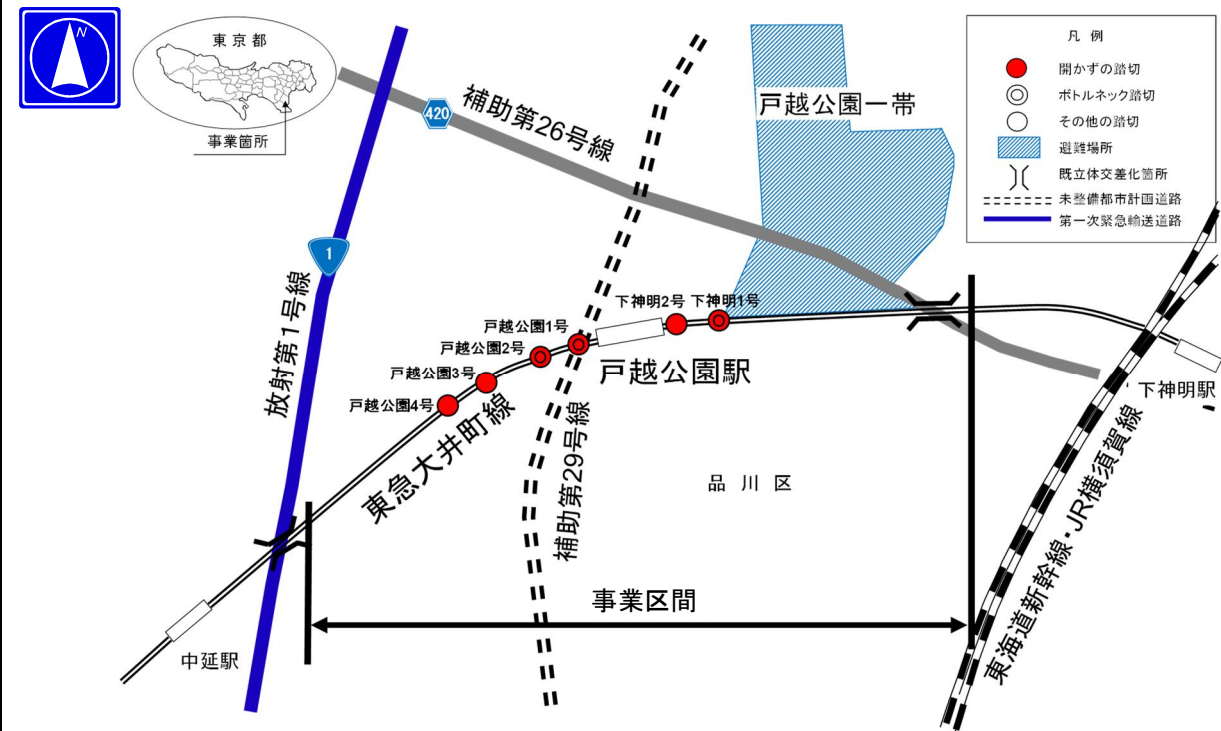 N
東京都
事業箇所
420
補助第26号線
戸越公園一帯
凡 例
開かずの踏切
ボトルネック踏切
その他の踏切
避難場所
既立体交差化箇所
未整備都市計画道路
第一次緊急輸送道路
1
放射第1号線
下神明2号
下神明1号
戸越公園1号
戸越公園2号
戸越公園3号
戸越公園4号
戸越公園駅
東急大井町線
補助第29号線
下神明駅
品 川 区
東海道新幹線・JR横須賀線
事業区間
中延駅